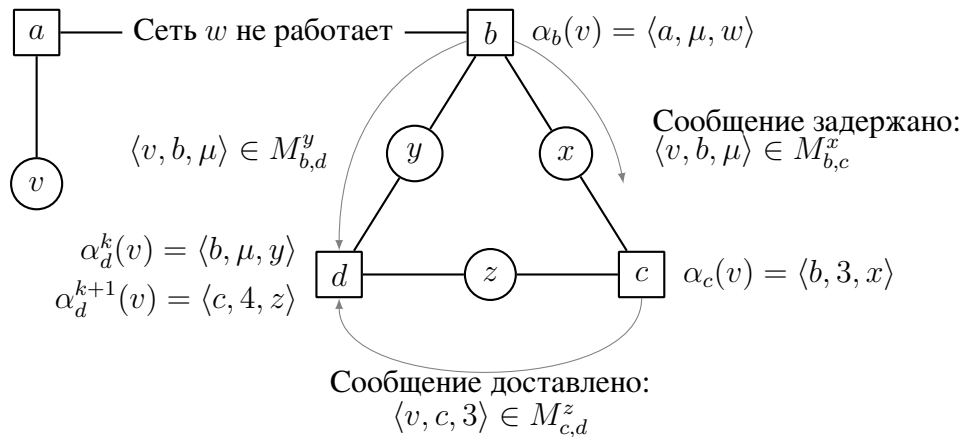 a Сеть w не работает b α_b(v) = ⟨a, μ, w⟩
Сообщение задержано:
⟨v, b, μ⟩ ∈ M^y_{b,d} y x ⟨v, b, μ⟩ ∈ M^x_{b,c}
v
α^k_d(v) = ⟨b, μ, y⟩
d z c α_c(v) = ⟨b, 3, x⟩
α^{k+1}_d(v) = ⟨c, 4, z⟩
Сообщение доставлено:
⟨v, c, 3⟩ ∈ M^z_{c,d}